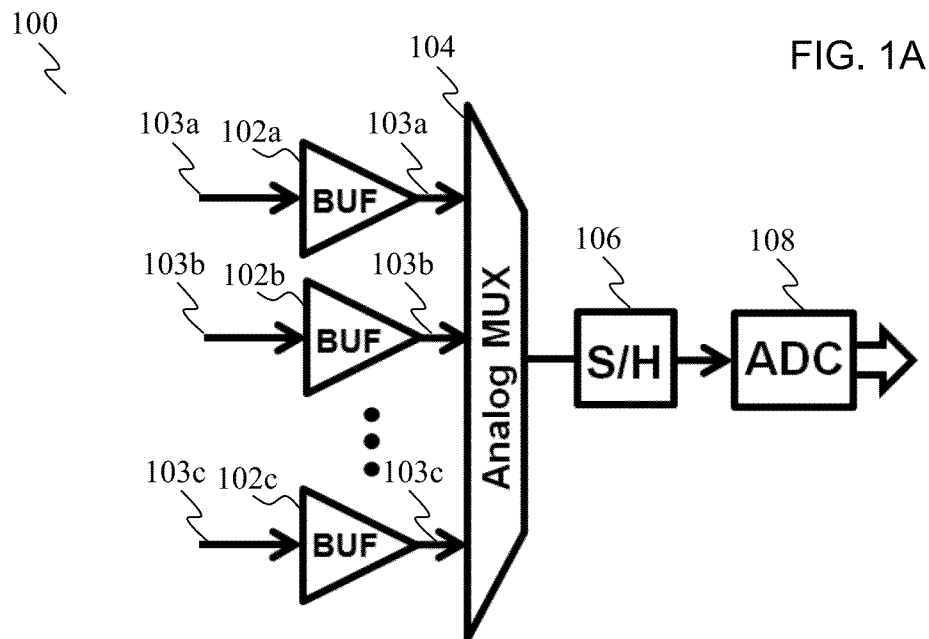 100
FIG. 1A
104
103a
102a
103a
BUF
103b
102b
103b
BUF
106
108
Analog MUX
S/H
ADC
103c
102c
103c
BUF